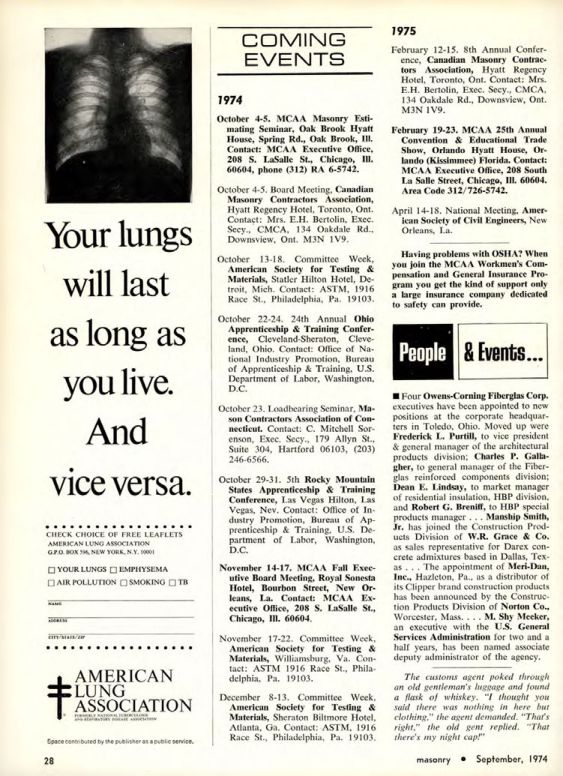 Your lungs
will last
as long as
you live.
And
vice versa.
CHECK CHOICE OF FREE LEAFLETS
AMERICAN LUNG ASSOCIATION
G.P.O. BOX 596, NEW YORK, N.Y. 10001
YOUR LUNGS EMPHYSEMA
AIR POLLUTION SMOKING TB
NAME
ADDRESS
CITY/STATE/ZIP
AMERICAN
LUNG
ASSOCIATION
FORMERLY NATIONAL TUBERCULOSIS
AND RESPIRATORY DISEASE ASSOCIATION
Space contributed by the publisher as a public service.
COMING
EVENTS
1974
October 4-5. MCAA Masonry Esti-
mating Seminar, Oak Brook Hyatt
House, Spring Rd., Oak Brook, Ill.
Contact: MCAA Executive Office,
208 S. LaSalle St., Chicago, Ill.
60604, phone (312) RA 6-5742.
October 4-5. Board Meeting, Canadian
Masonry Contractors Association,
Hyatt Regency Hotel, Toronto, Ont.
Contact: Mrs. E.H. Bertolin, Exec.
Secy., CMCA, 134 Oakdale Rd.,
Downsview, Ont. M3N 1V9.
October 13-18. Committee Week,
American Society for Testing &
Materials, Statler Hilton Hotel, De-
troit, Mich. Contact: ASTM, 1916
Race St., Philadelphia, Pa. 19103.
October 22-24. 24th Annual Ohio
Apprenticeship & Training Confer-
ence, Cleveland-Sheraton, Cleve-
land, Ohio. Contact: Office of Na-
tional Industry Promotion, Bureau
of Apprenticeship & Training, U.S.
Department of Labor, Washington,
D.C.
October 23. Loadbearing Seminar, Ma-
son Contractors Association of Con-
necticut. Contact: C. Mitchell Sor-
enson, Exec. Secy., 179 Allyn St.,
Suite 304, Hartford 06103, (203)
246-6566.
October 29-31. 5th Rocky Mountain
States Apprenticeship & Training
Conference, Las Vegas Hilton, Las
Vegas, Nev. Contact: Office of In-
dustry Promotion, Bureau of Ap-
prenticeship & Training, U.S. De-
partment of Labor, Washington,
D.C.
November 14-17. MCAA Fall Exec-
utive Board Meeting, Royal Sonesta
Hotel, Bourbon Street, New Or-
leans, La. Contact: MCAA Ex-
ecutive Office, 208 S. LaSalle St.,
Chicago, Ill. 60604.
November 17-22. Committee Week,
American Society for Testing &
Materials, Williamsburg, Va. Con-
tact: ASTM 1916 Race St., Phila-
delphia, Pa. 19103.
December 8-13. Committee Week,
American Society for Testing &
Materials, Sheraton Biltmore Hotel,
Atlanta, Ga. Contact: ASTM, 1916
Race St., Philadelphia, Pa. 19103.
1975
February 12-15. 8th Annual Confer-
ence, Canadian Masonry Contrac-
tors Association, Hyatt Regency
Hotel, Toronto, Ont. Contact: Mrs.
E.H. Bertolin, Exec. Secy., CMCA,
134 Oakdale Rd., Downsview, Ont.
M3N 1V9.
February 19-23. MCAA 25th Annual
Convention & Educational Trade
Show, Orlando Hyatt House, Or-
lando (Kissimmee) Florida. Contact:
MCAA Executive Office, 208 South
La Salle Street, Chicago, Ill. 60604.
Area Code 312/726-5742.
April 14-18. National Meeting, Amer-
ican Society of Civil Engineers, New
Orleans, La.
Having problems with OSHA? When
you join the MCAA Workmen's Com-
pensation and General Insurance Pro-
gram you get the kind of support only
a large insurance company dedicated
to safety can provide.
People & Events...
■ Four Owens-Corning Fiberglas Corp.
executives have been appointed to new
positions at the corporate headquar-
ters in Toledo, Ohio. Moved up were
Frederick L. Purtill, to vice president
& general manager of the architectural
products division; Charles P. Galla-
gher, to general manager of the Fiber-
glas reinforced components division;
Dean E. Lindsay, to market manager
of residential insulation, HBP division,
and Robert G. Breniff, to HBP special
products manager . . . Manship Smith,
Jr. has joined the Construction Prod-
ucts Division of W.R. Grace & Co.
as sales representative for Darex con-
crete admixtures based in Dallas, Tex-
as . . . The appointment of Meri-Dan,
Inc., Hazleton, Pa., as a distributor of
its Clipper brand construction products
has been announced by the Construc-
tion Products Division of Norton Co.,
Worcester, Mass. . . . M. Shy Meeker,
an executive with the U.S. General
Services Administration for two and a
half years, has been named associate
deputy administrator of the agency.
The customs agent poked through
an old gentleman's luggage and found
a flask of whiskey. "I thought you
said there was nothing in here but
clothing," the agent demanded. "That's
right," the old gent replied. "That
there's my night cap!"
28
masonry • September, 1974